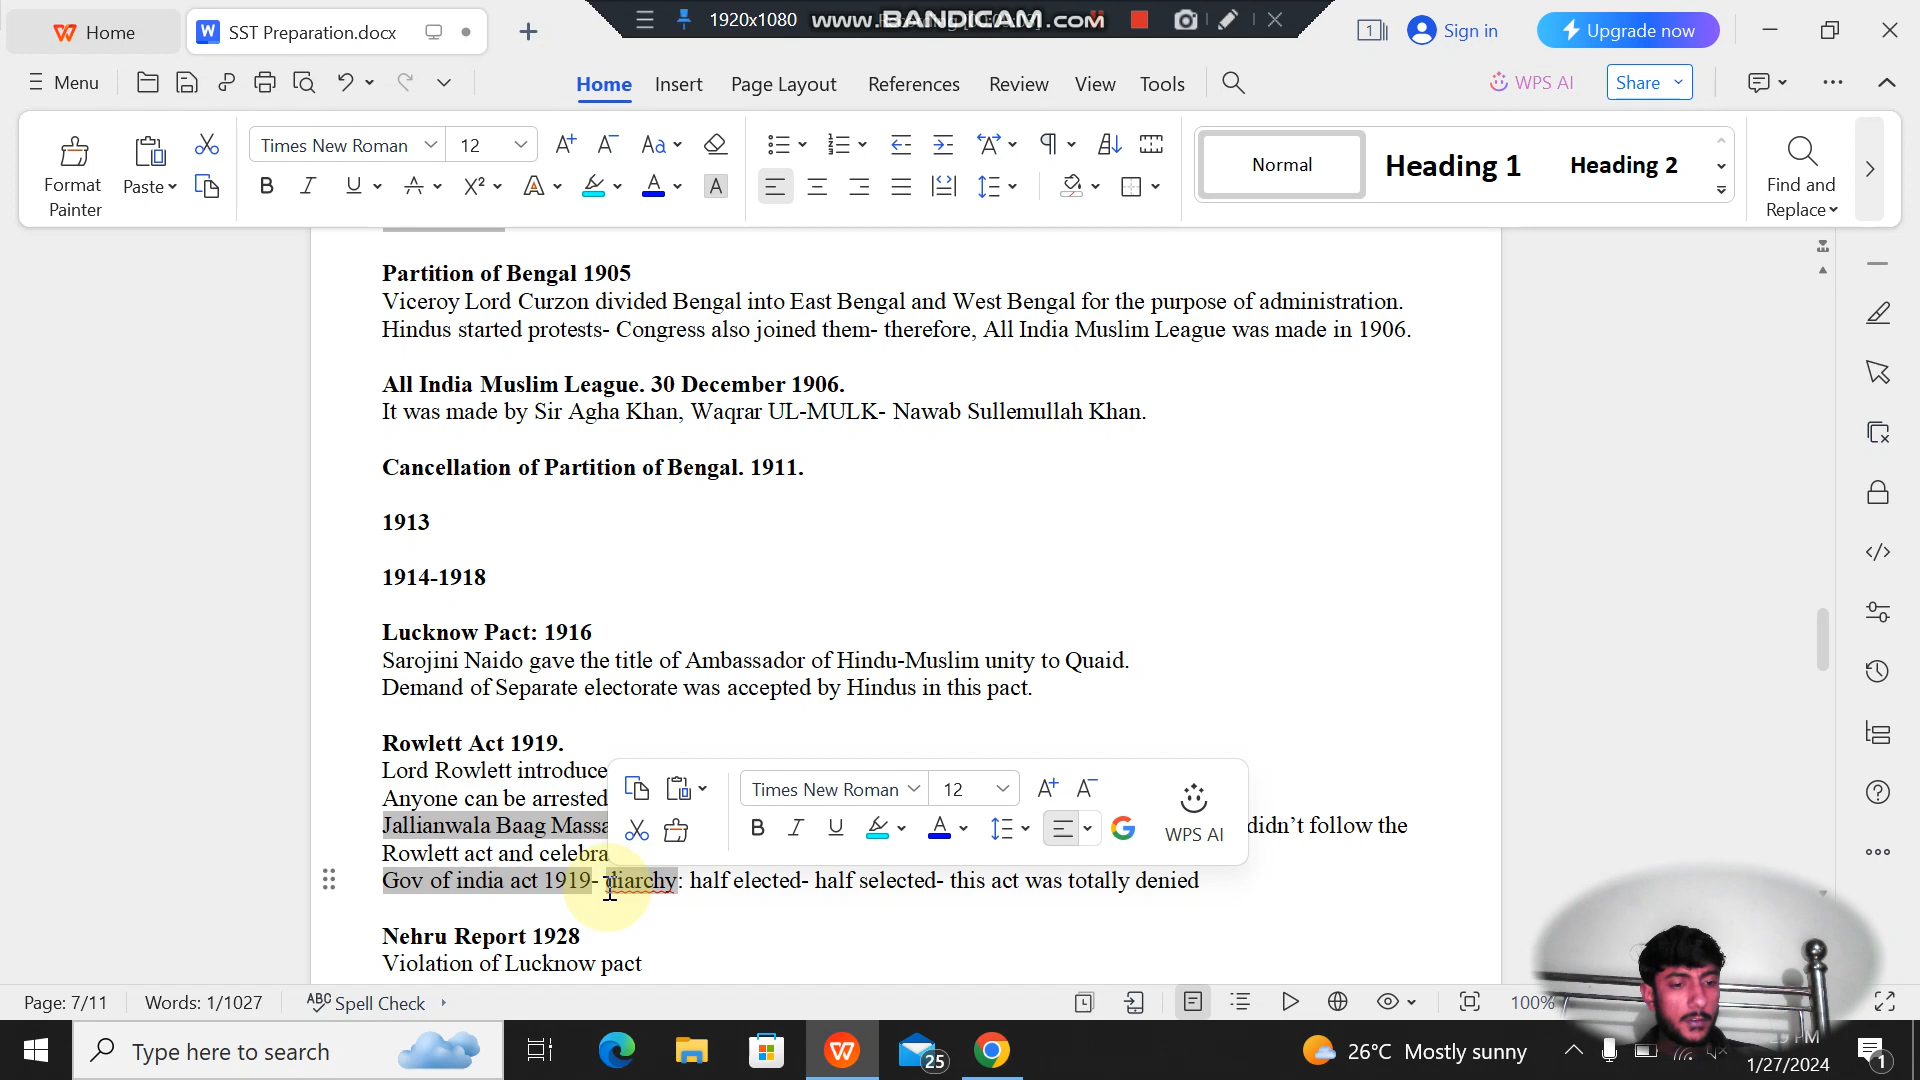 Home
SST Preparation.docx
1920x1080
www.BANDICAM.com
Sign in
Upgrade now
Menu
Home
Insert
Page Layout
References
Review
View
Tools
WPS AI
Share
Format
Painter
Paste
Times New Roman
12
Normal
Heading 1
Heading 2
Find and
Replace
Partition of Bengal 1905
Viceroy Lord Curzon divided Bengal into East Bengal and West Bengal for the purpose of administration.
Hindus started protests- Congress also joined them- therefore, All India Muslim League was made in 1906.
All India Muslim League. 30 December 1906.
It was made by Sir Agha Khan, Waqrar UL-MULK- Nawab Sullemullah Khan.
Cancellation of Partition of Bengal. 1911.
1913
1914-1918
Lucknow Pact: 1916
Sarojini Naido gave the title of Ambassador of Hindu-Muslim unity to Quaid.
Demand of Separate electorate was accepted by Hindus in this pact.
Rowlett Act 1919.
Lord Rowlett introduce
Anyone can be arrested
Jallianwala Baag Massa
didn't follow the
Rowlett act and celebra
Times New Roman
12
WPS AI
Gov of india act 1919- diarchy: half elected- half selected- this act was totally denied
Nehru Report 1928
Violation of Lucknow pact
Page: 7/11
Words: 1/1027
Spell Check
100%
Type here to search
25
26°C Mostly sunny
PM
1/27/2024
1